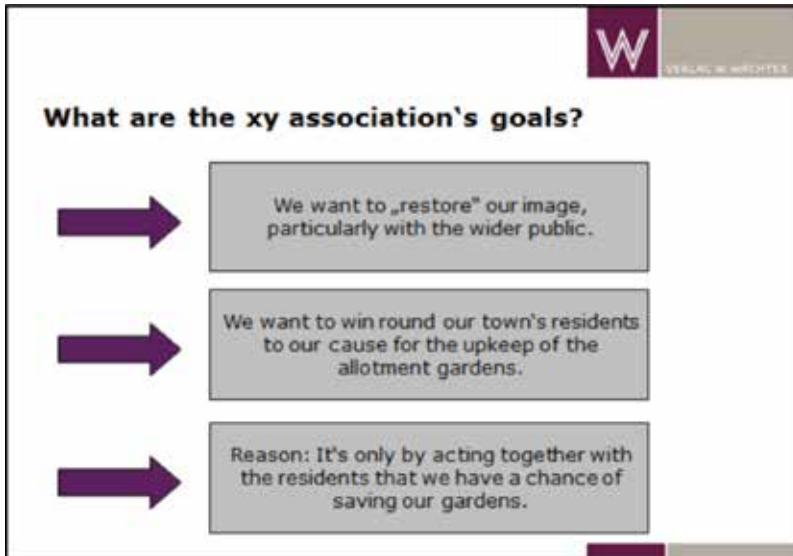 W
VERLAG W. WÄCHTER
What are the xy association‛s goals?
We want to „restore" our image,
particularly with the wider public.
We want to win round our town‛s residents
to our cause for the upkeep of the
allotment gardens.
Reason: It's only by acting together with
the residents that we have a chance of
saving our gardens.